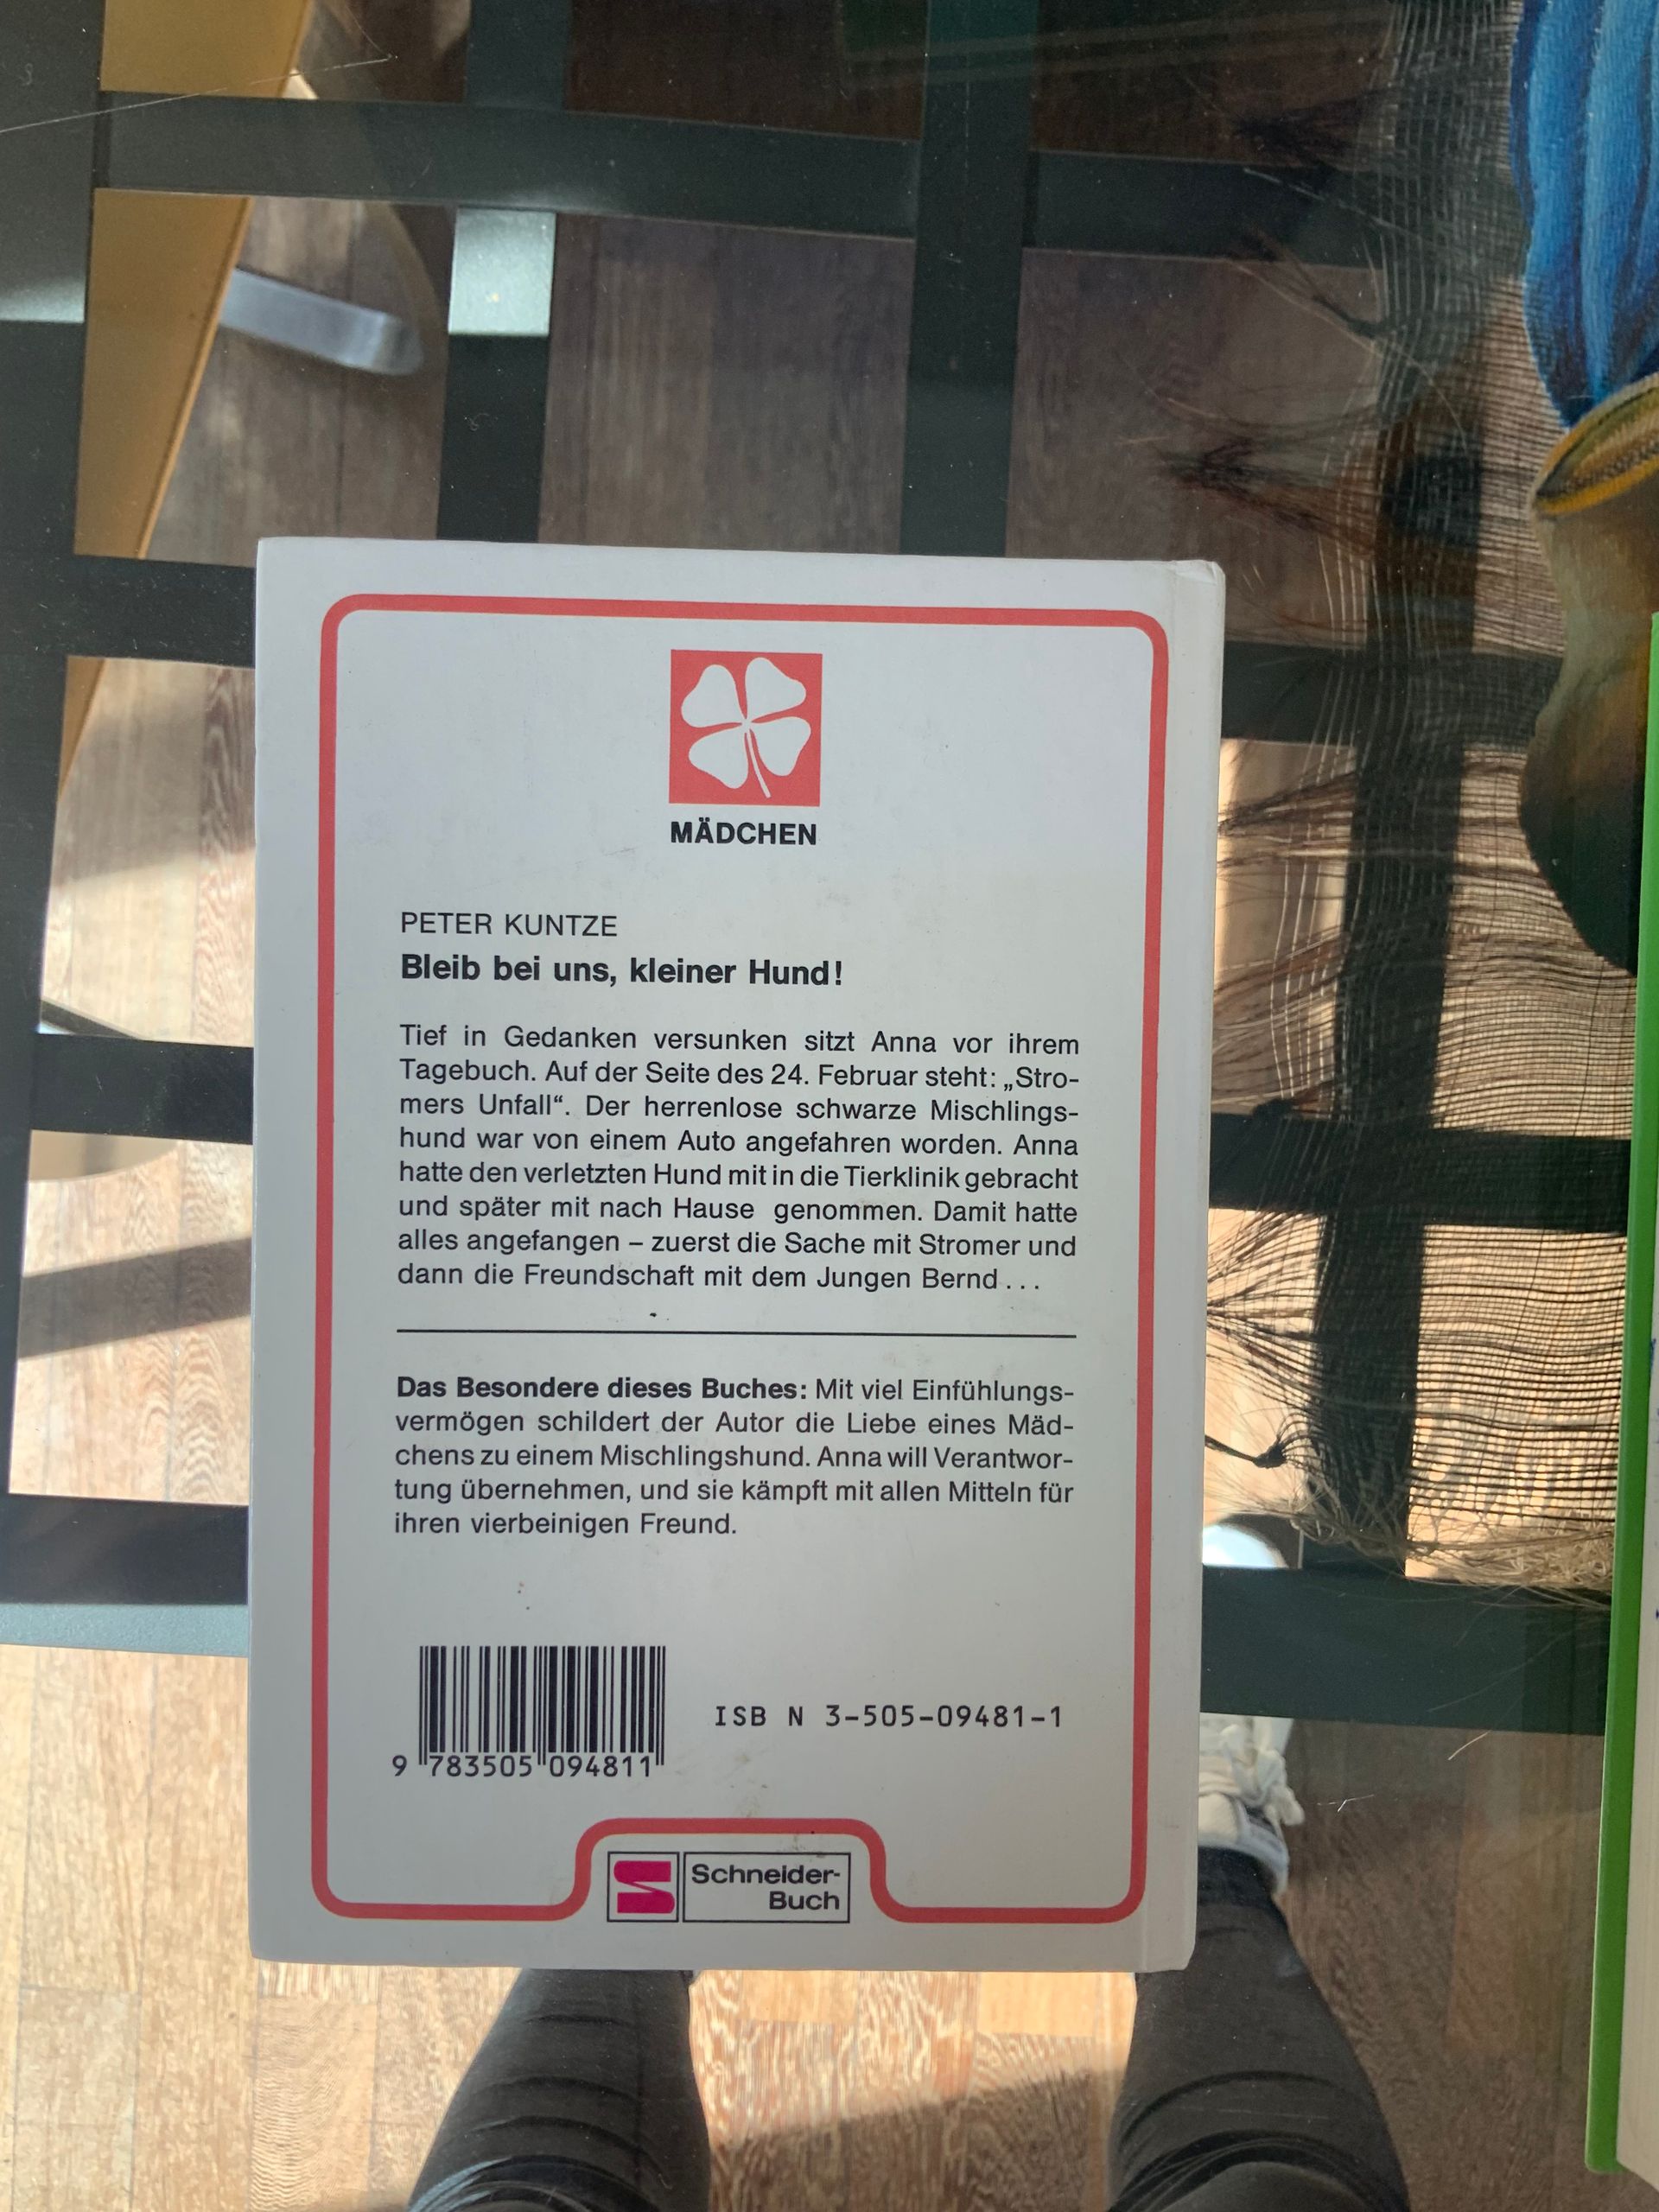 MÄDCHEN
PETER KUNTZE
Bleib bei uns, kleiner Hund!
Tief in Gedanken versunken sitzt Anna vor ihrem
Tagebuch. Auf der Seite des 24. Februar steht: „Stro-
mers Unfall“. Der herrenlose schwarze Mischlings-
hund war von einem Auto angefahren worden. Anna
hatte den verletzten Hund mit in die Tierklinik gebracht
und später mit nach Hause genommen. Damit hatte
alles angefangen – zuerst die Sache mit Stromer und
dann die Freundschaft mit dem Jungen Bernd ...
Das Besondere dieses Buches: Mit viel Einfühlungs-
vermögen schildert der Autor die Liebe eines Mäd-
chens zu einem Mischlingshund. Anna will Verantwor-
tung übernehmen, und sie kämpft mit allen Mitteln für
ihren vierbeinigen Freund.
ISB N 3-505-09481-1
9 783505 094811
Schneider-
Buch